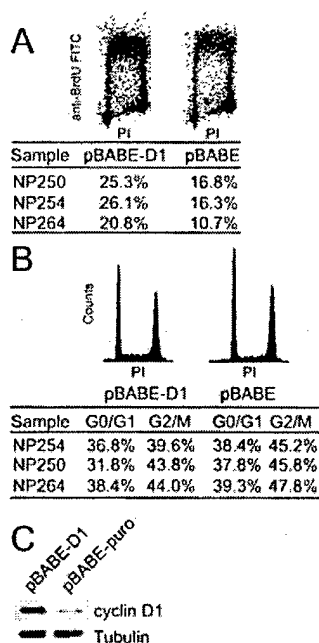 A
anti-BrdU FITC
PI PI
Sample pBABE-D1 pBABE
NP250 25.3% 16.8%
NP254 26.1% 16.3%
NP264 20.8% 10.7%
B
Counts
PI PI
pBABE-D1 pBABE
Sample G0/G1 G2/M G0/G1 G2/M
NP254 36.8% 39.6% 38.4% 45.2%
NP250 31.8% 43.8% 37.8% 45.8%
NP264 38.4% 44.0% 39.3% 47.8%
C
pBABE-D1
pBABE-puro
cyclin D1
Tubulin